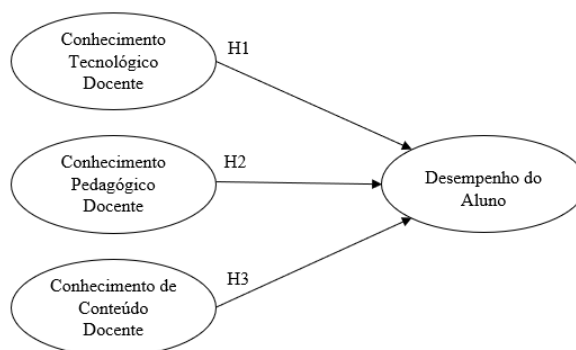 Conhecimento
Tecnológico
Docente
H1
Conhecimento
Pedagógico
Docente
H2
Conhecimento de
Conteúdo
Docente
H3
Desempenho do
Aluno